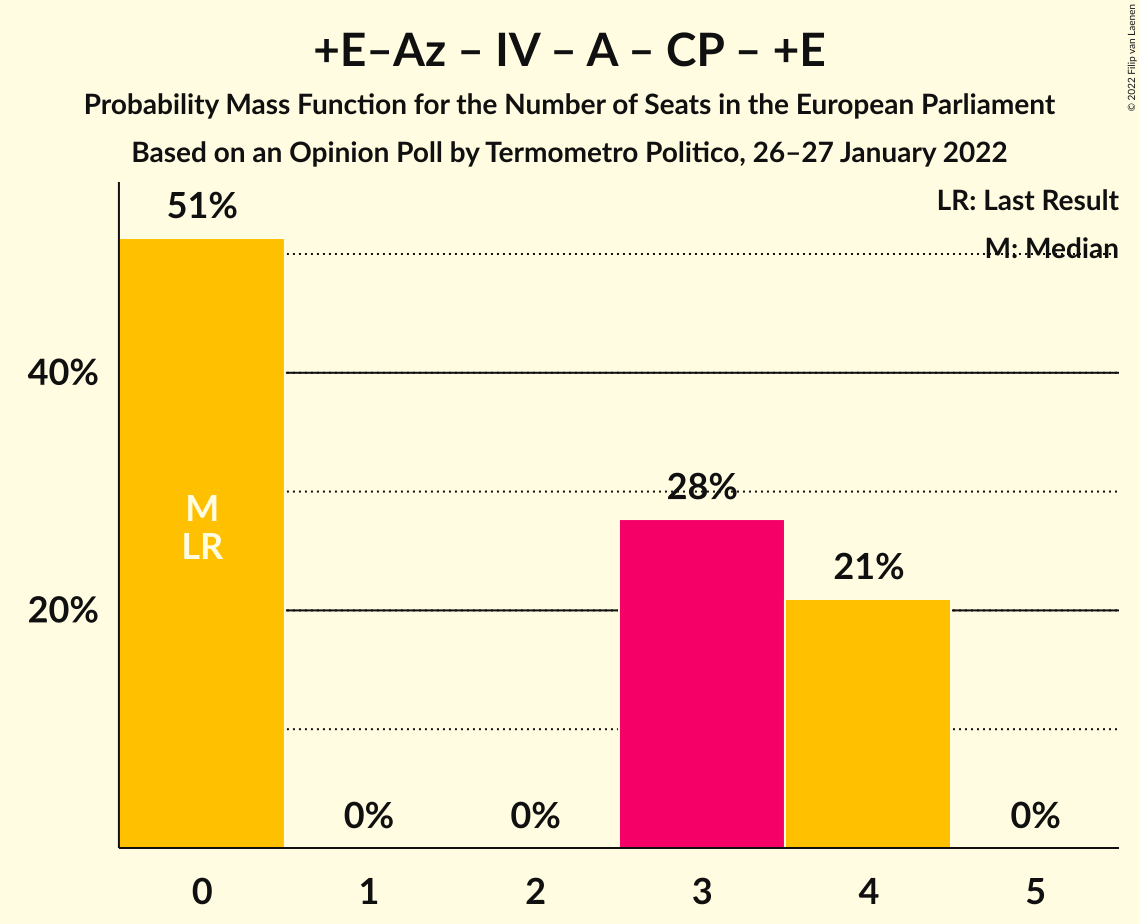 +E–Az – IV – A – CP – +E
Probability Mass Function for the Number of Seats in the European Parliament
Based on an Opinion Poll by Termometro Politico, 26–27 January 2022
© 2022 Filip van Laenen
LR: Last Result
M: Median
51%
40%
20%
M
LR
0%
0%
28%
21%
0%
0
1
2
3
4
5